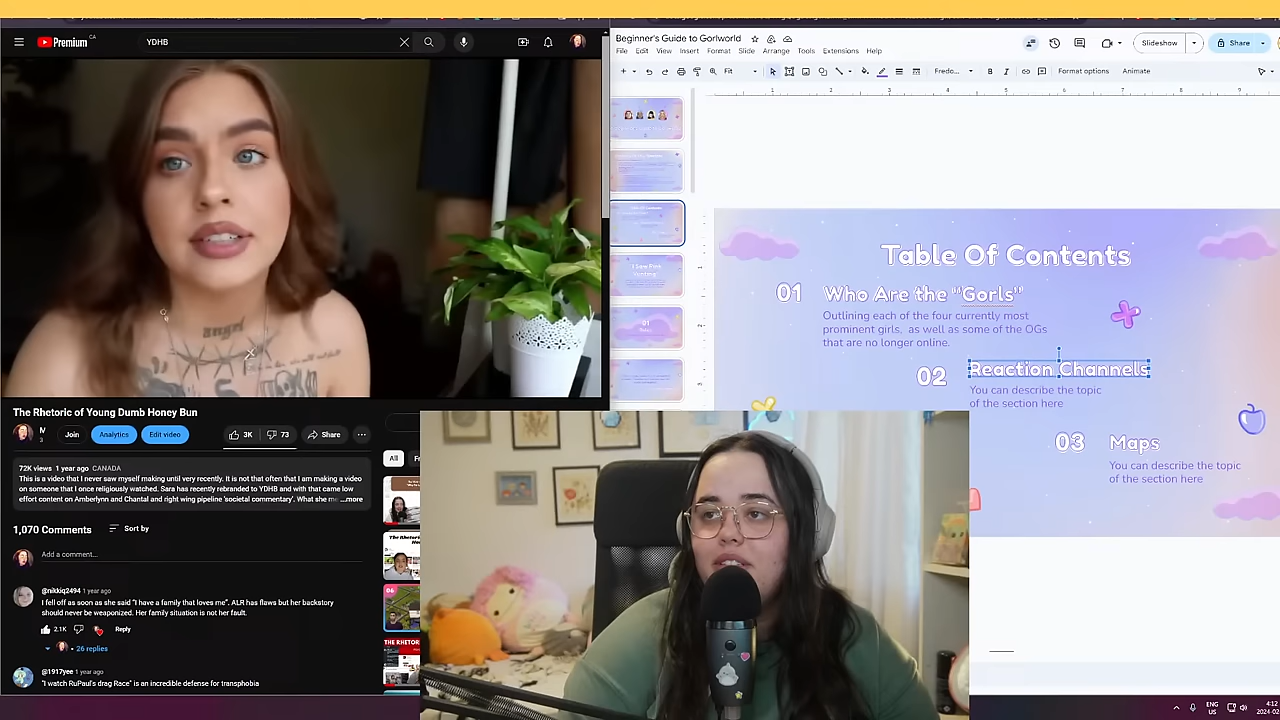 Premium CA
YDHB
The Rhetoric of Young Dumb Honey Bun
Join
Analytics
Edit video
3K
73
Share
72K views 1 year ago CANADA
This is a video that I never saw myself making until very recently. It is not that often that I am making a video
on someone that I once religiously watched. Sara has recently rebranded to YDHB and with that came low
effort content on Amberlynn and Chantal and right wing pipeline 'societal commentary'. What she me ...more
1,070 Comments
Sort by
Add a comment...
@nikkiq2494 1 year ago
I fell off as soon as she said "I have a family that loves me". ALR has flaws but her backstory
should never be weaponized. Her family situation is not her fault.
2.1K
Reply
26 replies
@1917yee 1 year ago
"I watch RuPaul's drag Race" is an incredible defense for transphobia
All
Beginner's Guide to Gorlworld
File Edit View Insert Format Slide Arrange Tools Extensions Help
Slideshow
Share
Fit
Fredo...
B I
Format options
Animate
Table Of Contents
01 Who Are the "Gorls"
Outlining each of the four currently most
prominent girls, as well as some of the OGs
that are no longer online.
02 Reaction Channels
You can describe the topic
of the section here
03 Maps
You can describe the topic
of the section here
ENG
US
4:12
2024-02